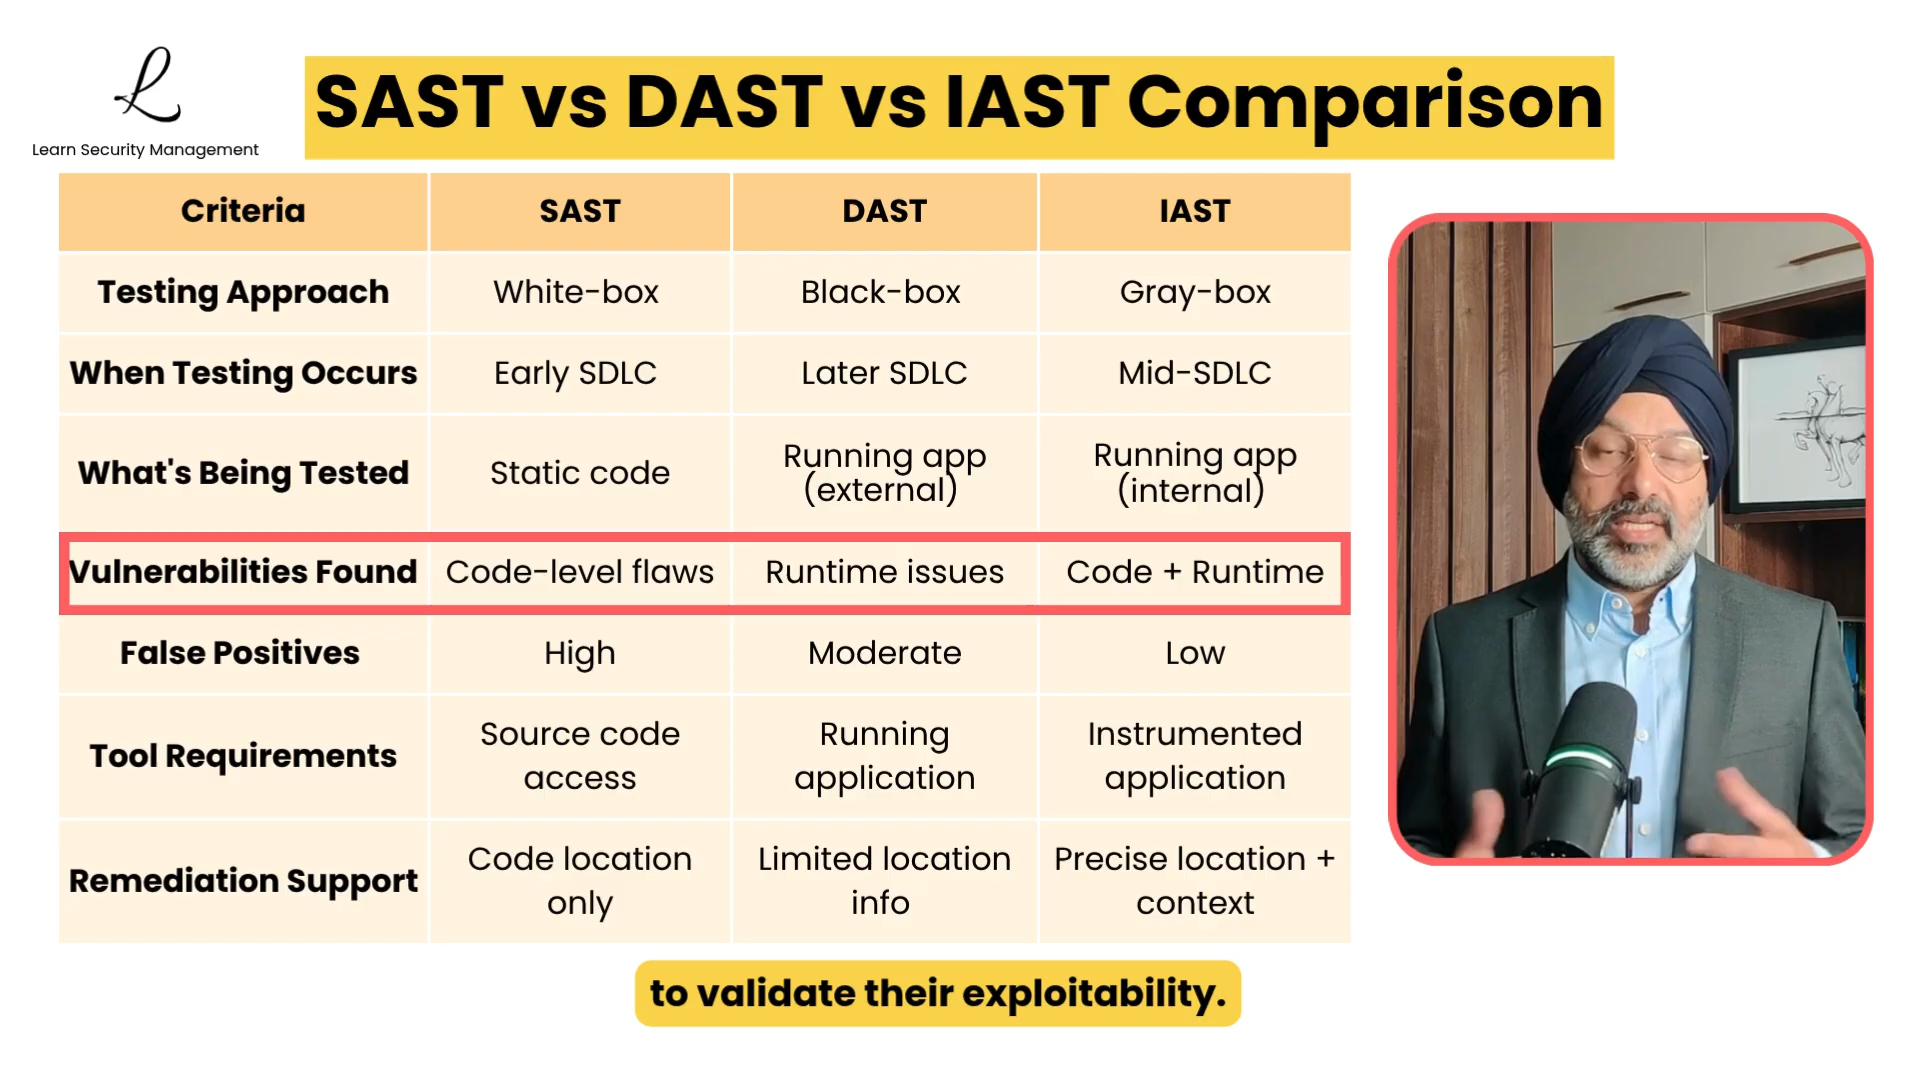 L
Learn Security Management
SAST vs DAST vs IAST Comparison
Criteria
SAST
DAST
IAST
Testing Approach
White-box
Black-box
Gray-box
When Testing Occurs
Early SDLC
Later SDLC
Mid-SDLC
What's Being Tested
Static code
Running app
(external)
Running app
(internal)
Vulnerabilities Found
Code-level flaws
Runtime issues
Code + Runtime
False Positives
High
Moderate
Low
Tool Requirements
Source code
access
Running
application
Instrumented
application
Remediation Support
Code location
only
Limited location
info
Precise location +
context
to validate their exploitability.